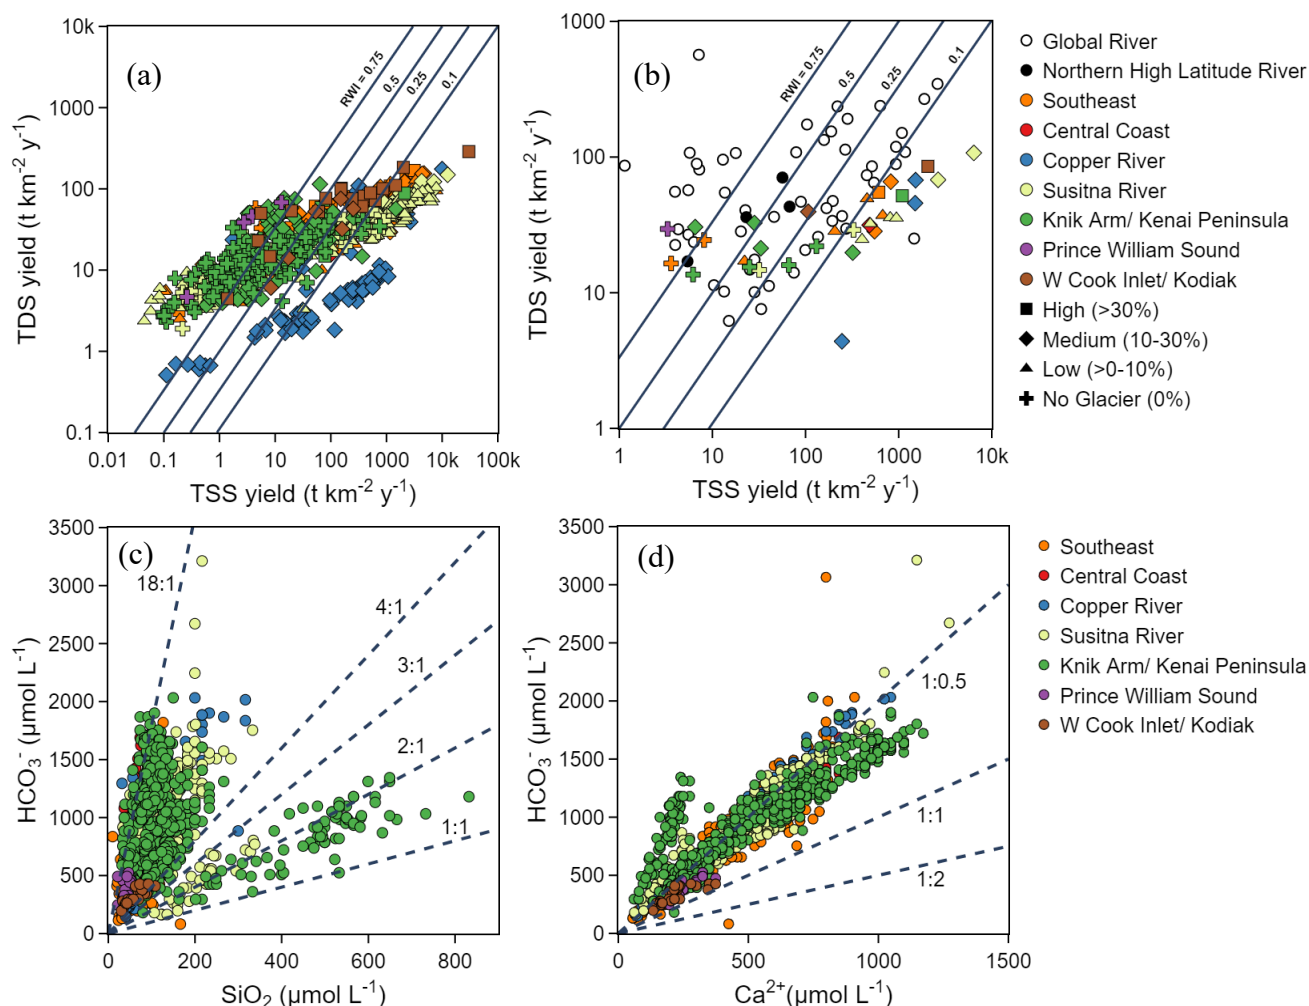 (a)
TDS yield (t km⁻² y⁻¹)
10k
1000
100
10
1
0.1
RWI = 0.75
0.5
0.25
0.1
0.01
0.1
1
10
100
1000
10k
100k
TSS yield (t km⁻² y⁻¹)
(b)
TDS yield (t km⁻² y⁻¹)
1000
100
10
1
RWI = 0.75
0.5
0.25
0.1
1
10
100
1000
10k
TSS yield (t km⁻² y⁻¹)
Global River
Northern High Latitude River
Southeast
Central Coast
Copper River
Susitna River
Knik Arm/ Kenai Peninsula
Prince William Sound
W Cook Inlet/ Kodiak
High (>30%)
Medium (10-30%)
Low (>0-10%)
No Glacier (0%)
(c)
HCO₃⁻ (μmol L⁻¹)
3500
3000
2500
2000
1500
1000
500
0
18:1
4:1
3:1
2:1
1:1
0
200
400
600
800
SiO₂ (μmol L⁻¹)
(d)
HCO₃⁻ (μmol L⁻¹)
3500
3000
2500
2000
1500
1000
500
0
1:0.5
1:1
1:2
0
500
1000
1500
Ca²⁺(μmol L⁻¹)
Southeast
Central Coast
Copper River
Susitna River
Knik Arm/ Kenai Peninsula
Prince William Sound
W Cook Inlet/ Kodiak